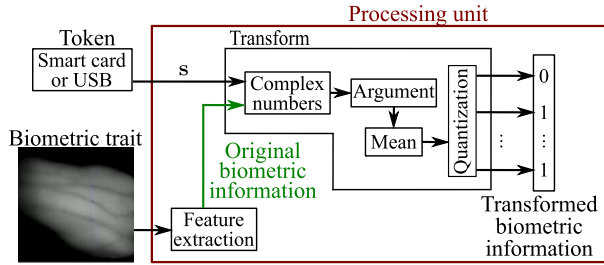 Processing unit
Token
Smart card
or USB
s
Transform
Complex
numbers
Argument
Mean
Quantization
0
1
⋮
⋮
1
Biometric trait
Original
biometric
information
Feature
extraction
Transformed
biometric
information